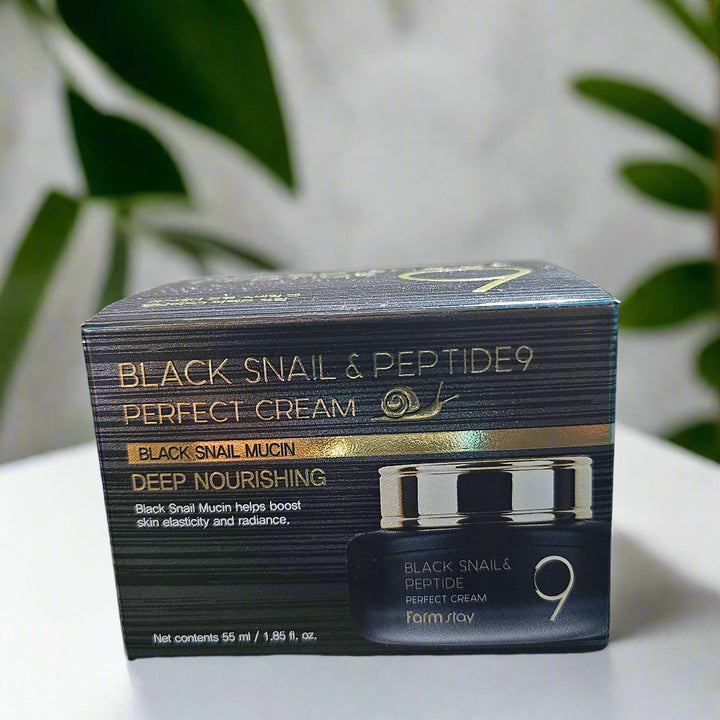 9
BLACK SNAIL & PEPTIDE9
PERFECT CREAM
BLACK SNAIL MUCIN
DEEP NOURISHING
Black Snail Mucin helps boost
skin elasticity and radiance.
BLACK SNAIL &
PEPTIDE
PERFECT CREAM
9
Farmstay
Net contents 55 ml / 1.85 fl. oz.